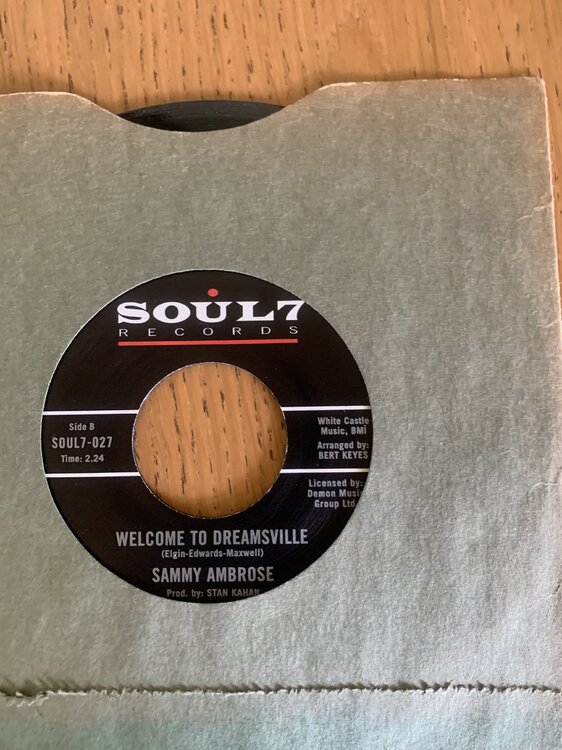 SOUL7
RECORDS
Side B
SOUL7-027
Time: 2.24
White Castle
Music, BMI
Arranged by:
BERT KEYES
Licensed by:
Demon Music
Group Ltd.
WELCOME TO DREAMSVILLE
(Elgin-Edwards-Maxwell)
SAMMY AMBROSE
Prod. by: STAN KAHAN